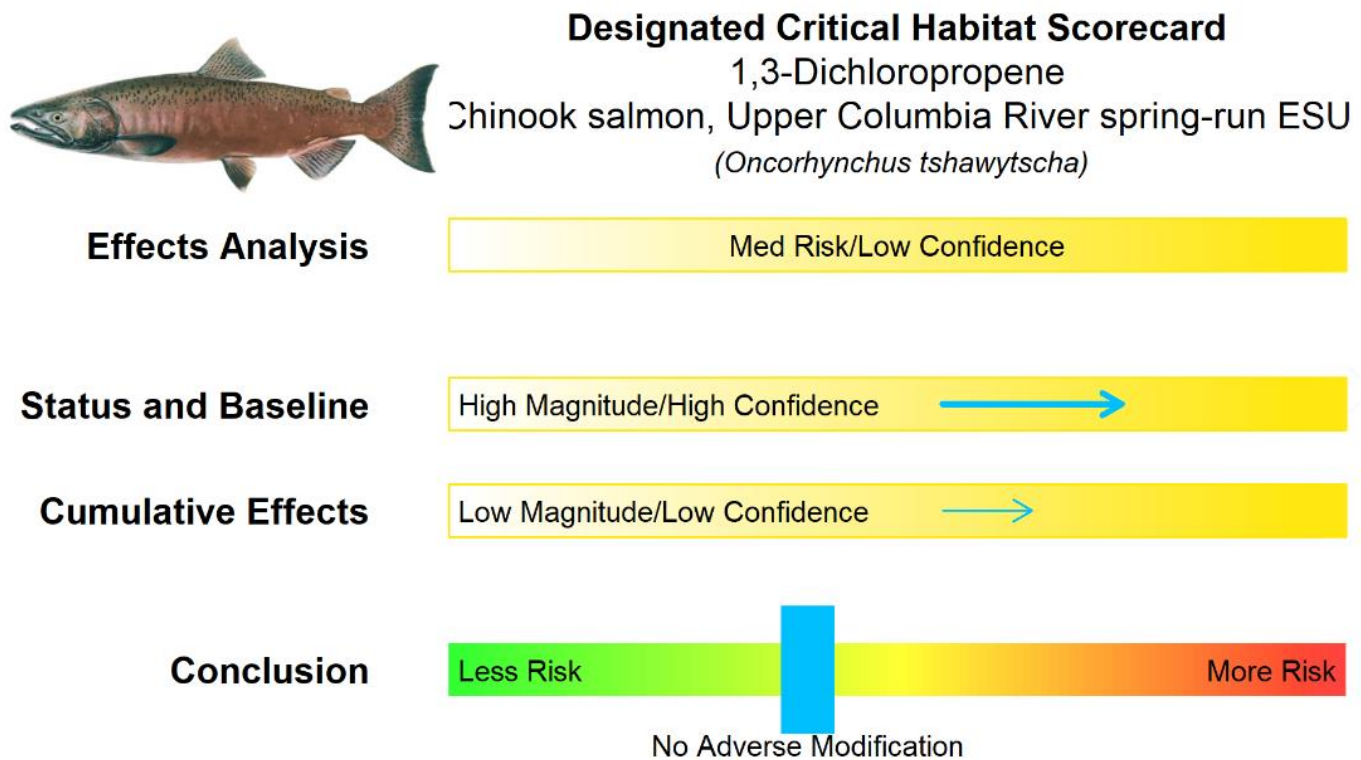 Designated Critical Habitat Scorecard
1,3-Dichloropropene
Chinook salmon, Upper Columbia River spring-run ESU
(Oncorhynchus tshawytscha)
Effects Analysis
Med Risk/Low Confidence
Status and Baseline
High Magnitude/High Confidence
Cumulative Effects
Low Magnitude/Low Confidence
Conclusion
Less Risk
More Risk
No Adverse Modification